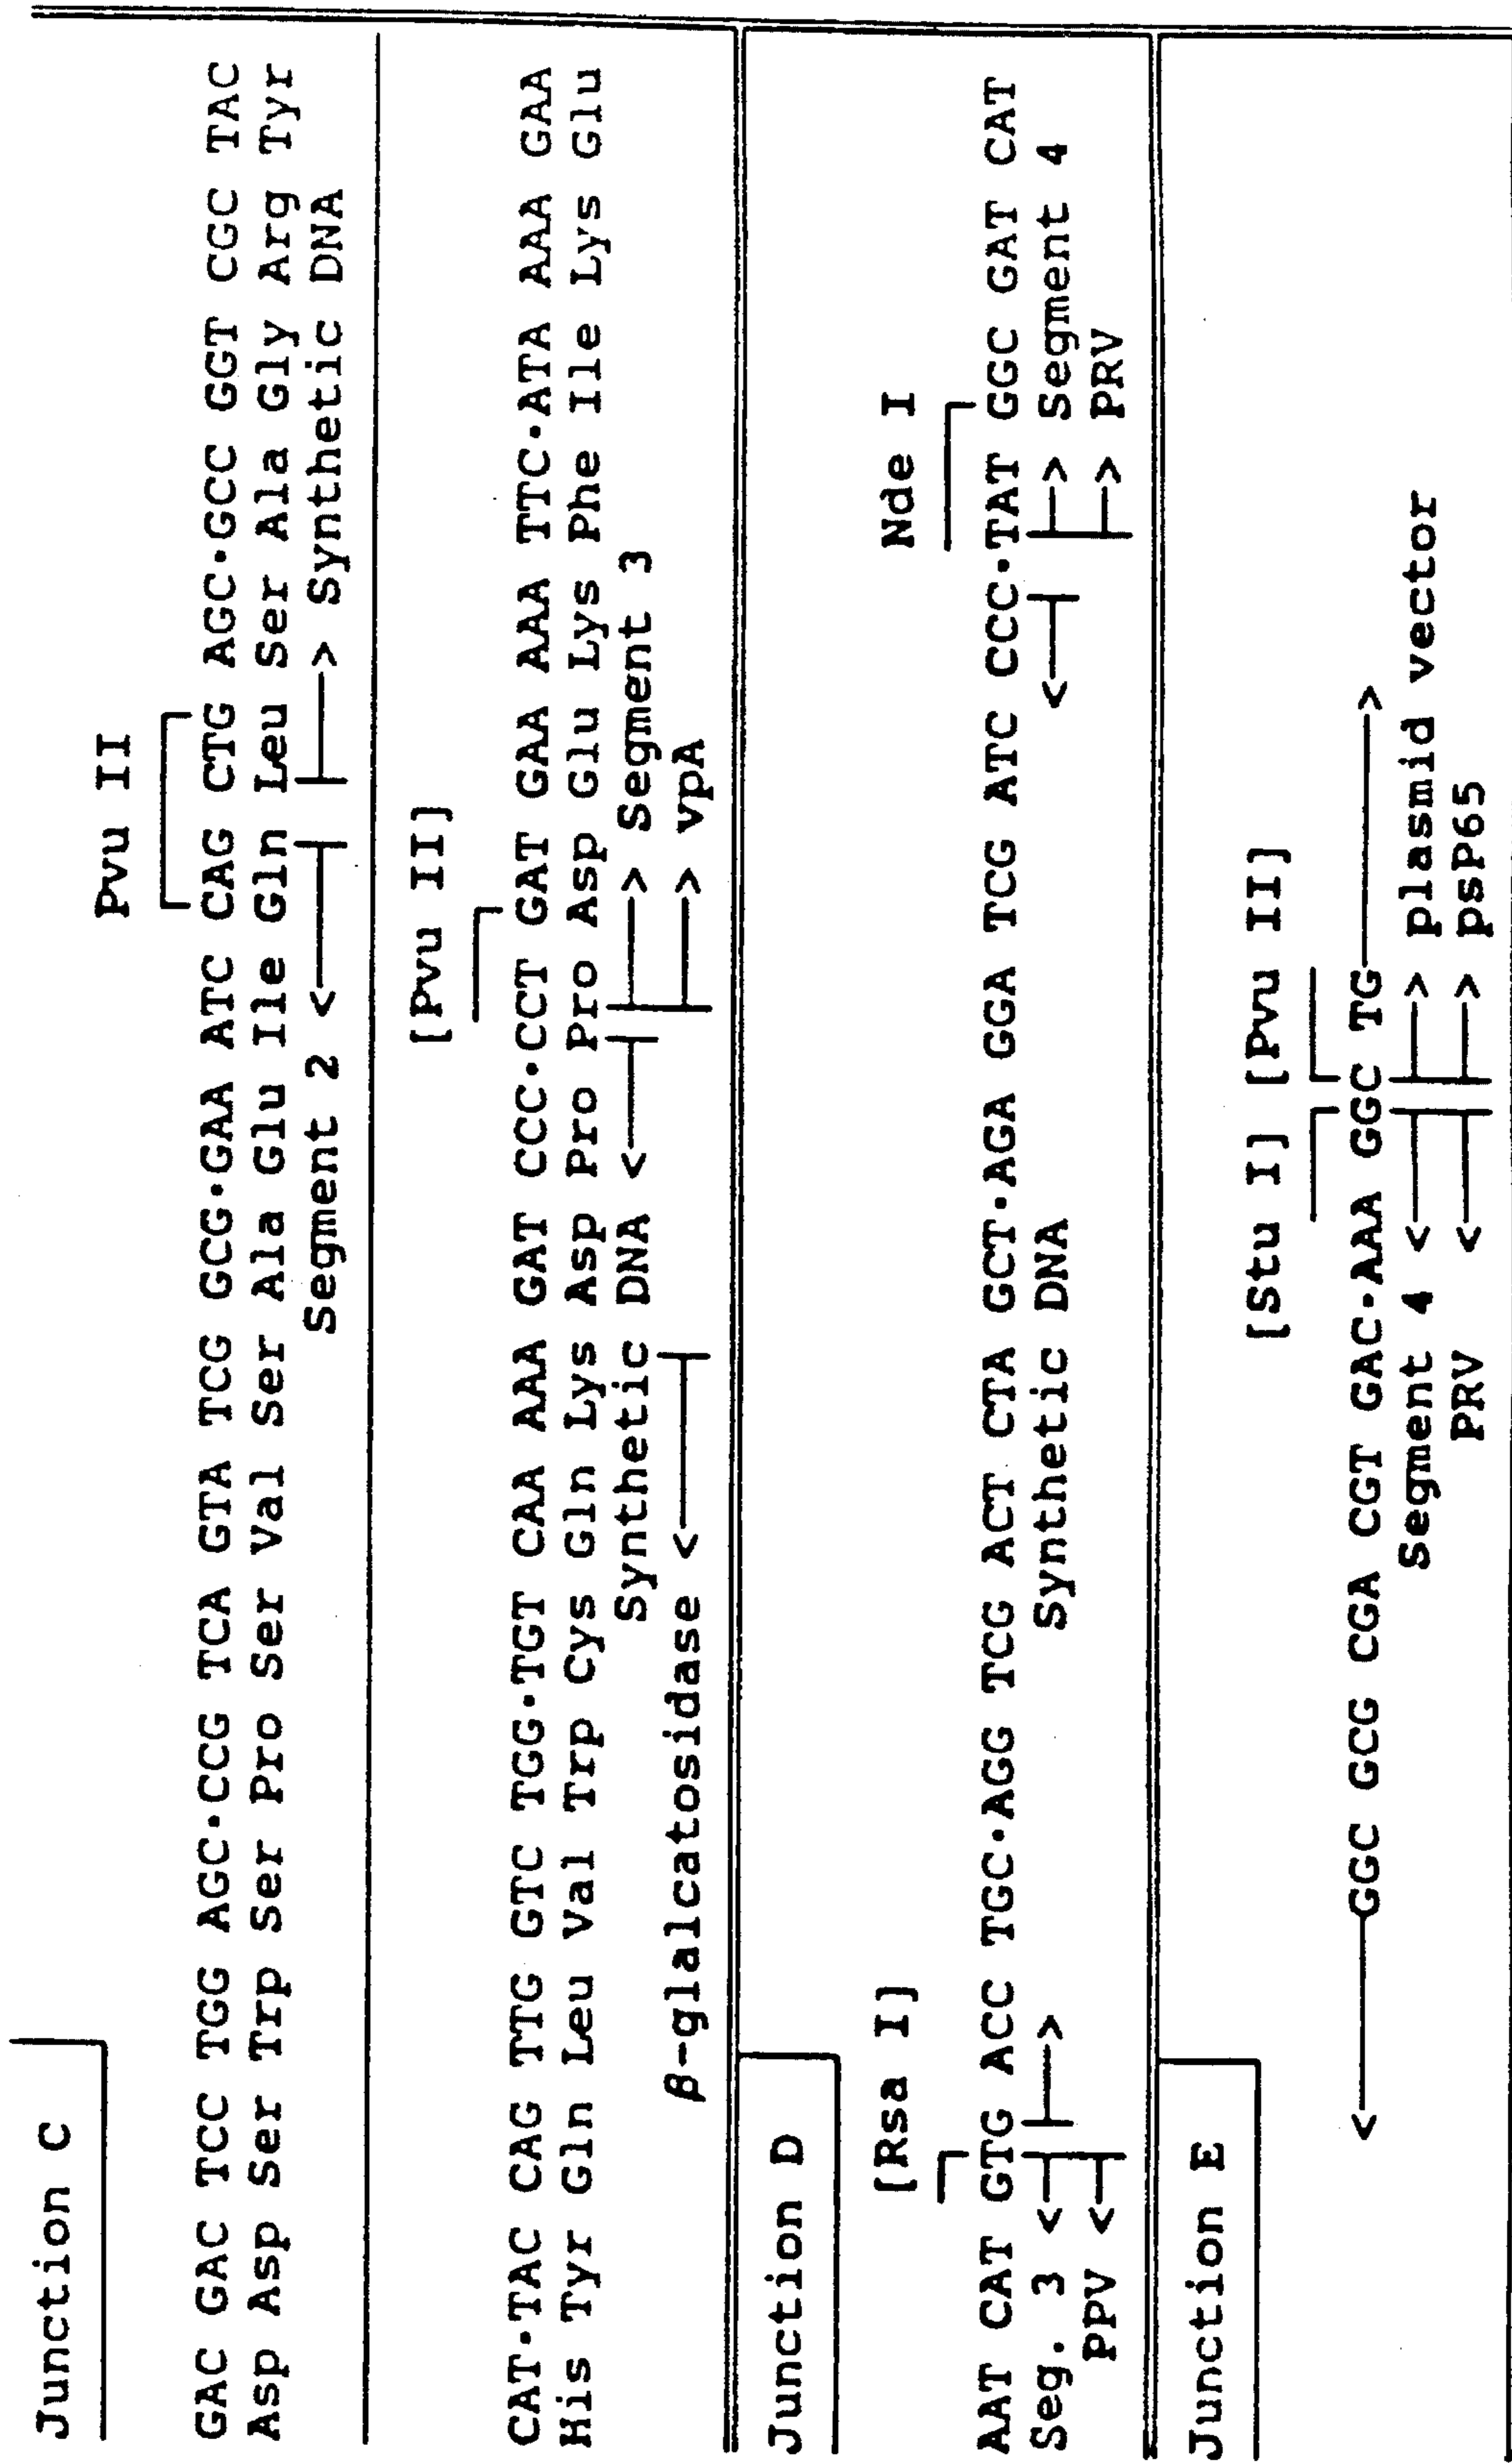 Junction C
Pvu II
GAC GAC TCC TGG AGC·CCG TCA GTA TCG GCG·GAA ATC CAG CTG AGC·GCC GGT CGC TAC
Asp Asp Ser Trp Ser Pro Ser Val Ser Ala Glu Ile Gln Leu Ser Ala Gly Arg Tyr
Segment 2 <——| |——> Synthetic DNA
[Pvu II]
CAT·TAC CAG TTG GTC TGG·TGT CAA AAA GAT CCC·CCT GAT GAA AAA TTC·ATA AAA GAA
His Tyr Gln Leu Val Trp Cys Gln Lys Asp Pro Pro Asp Glu Lys Phe Ile Lys Glu
Synthetic DNA <——| |——> Segment 3
β-glalcatosidase <——| |——> vpA
Junction D
[Rsa I] Nde I
AAT CAT GTG ACC TGC·AGG TCG ACT CTA GCT·AGA GGA TCG ATC CCC·TAT GGC GAT CAT
Seg. 3 <—| |—> Synthetic DNA <—| |—> Segment 4
PPV <—| |—> PRV
Junction E
[Stu I] [Pvu II]
<——GGC GCG CGA CGT GAC·AAA GGC TG——>
Segment 4 <——| |——> plasmid vector
PRV <——| |——> psP65